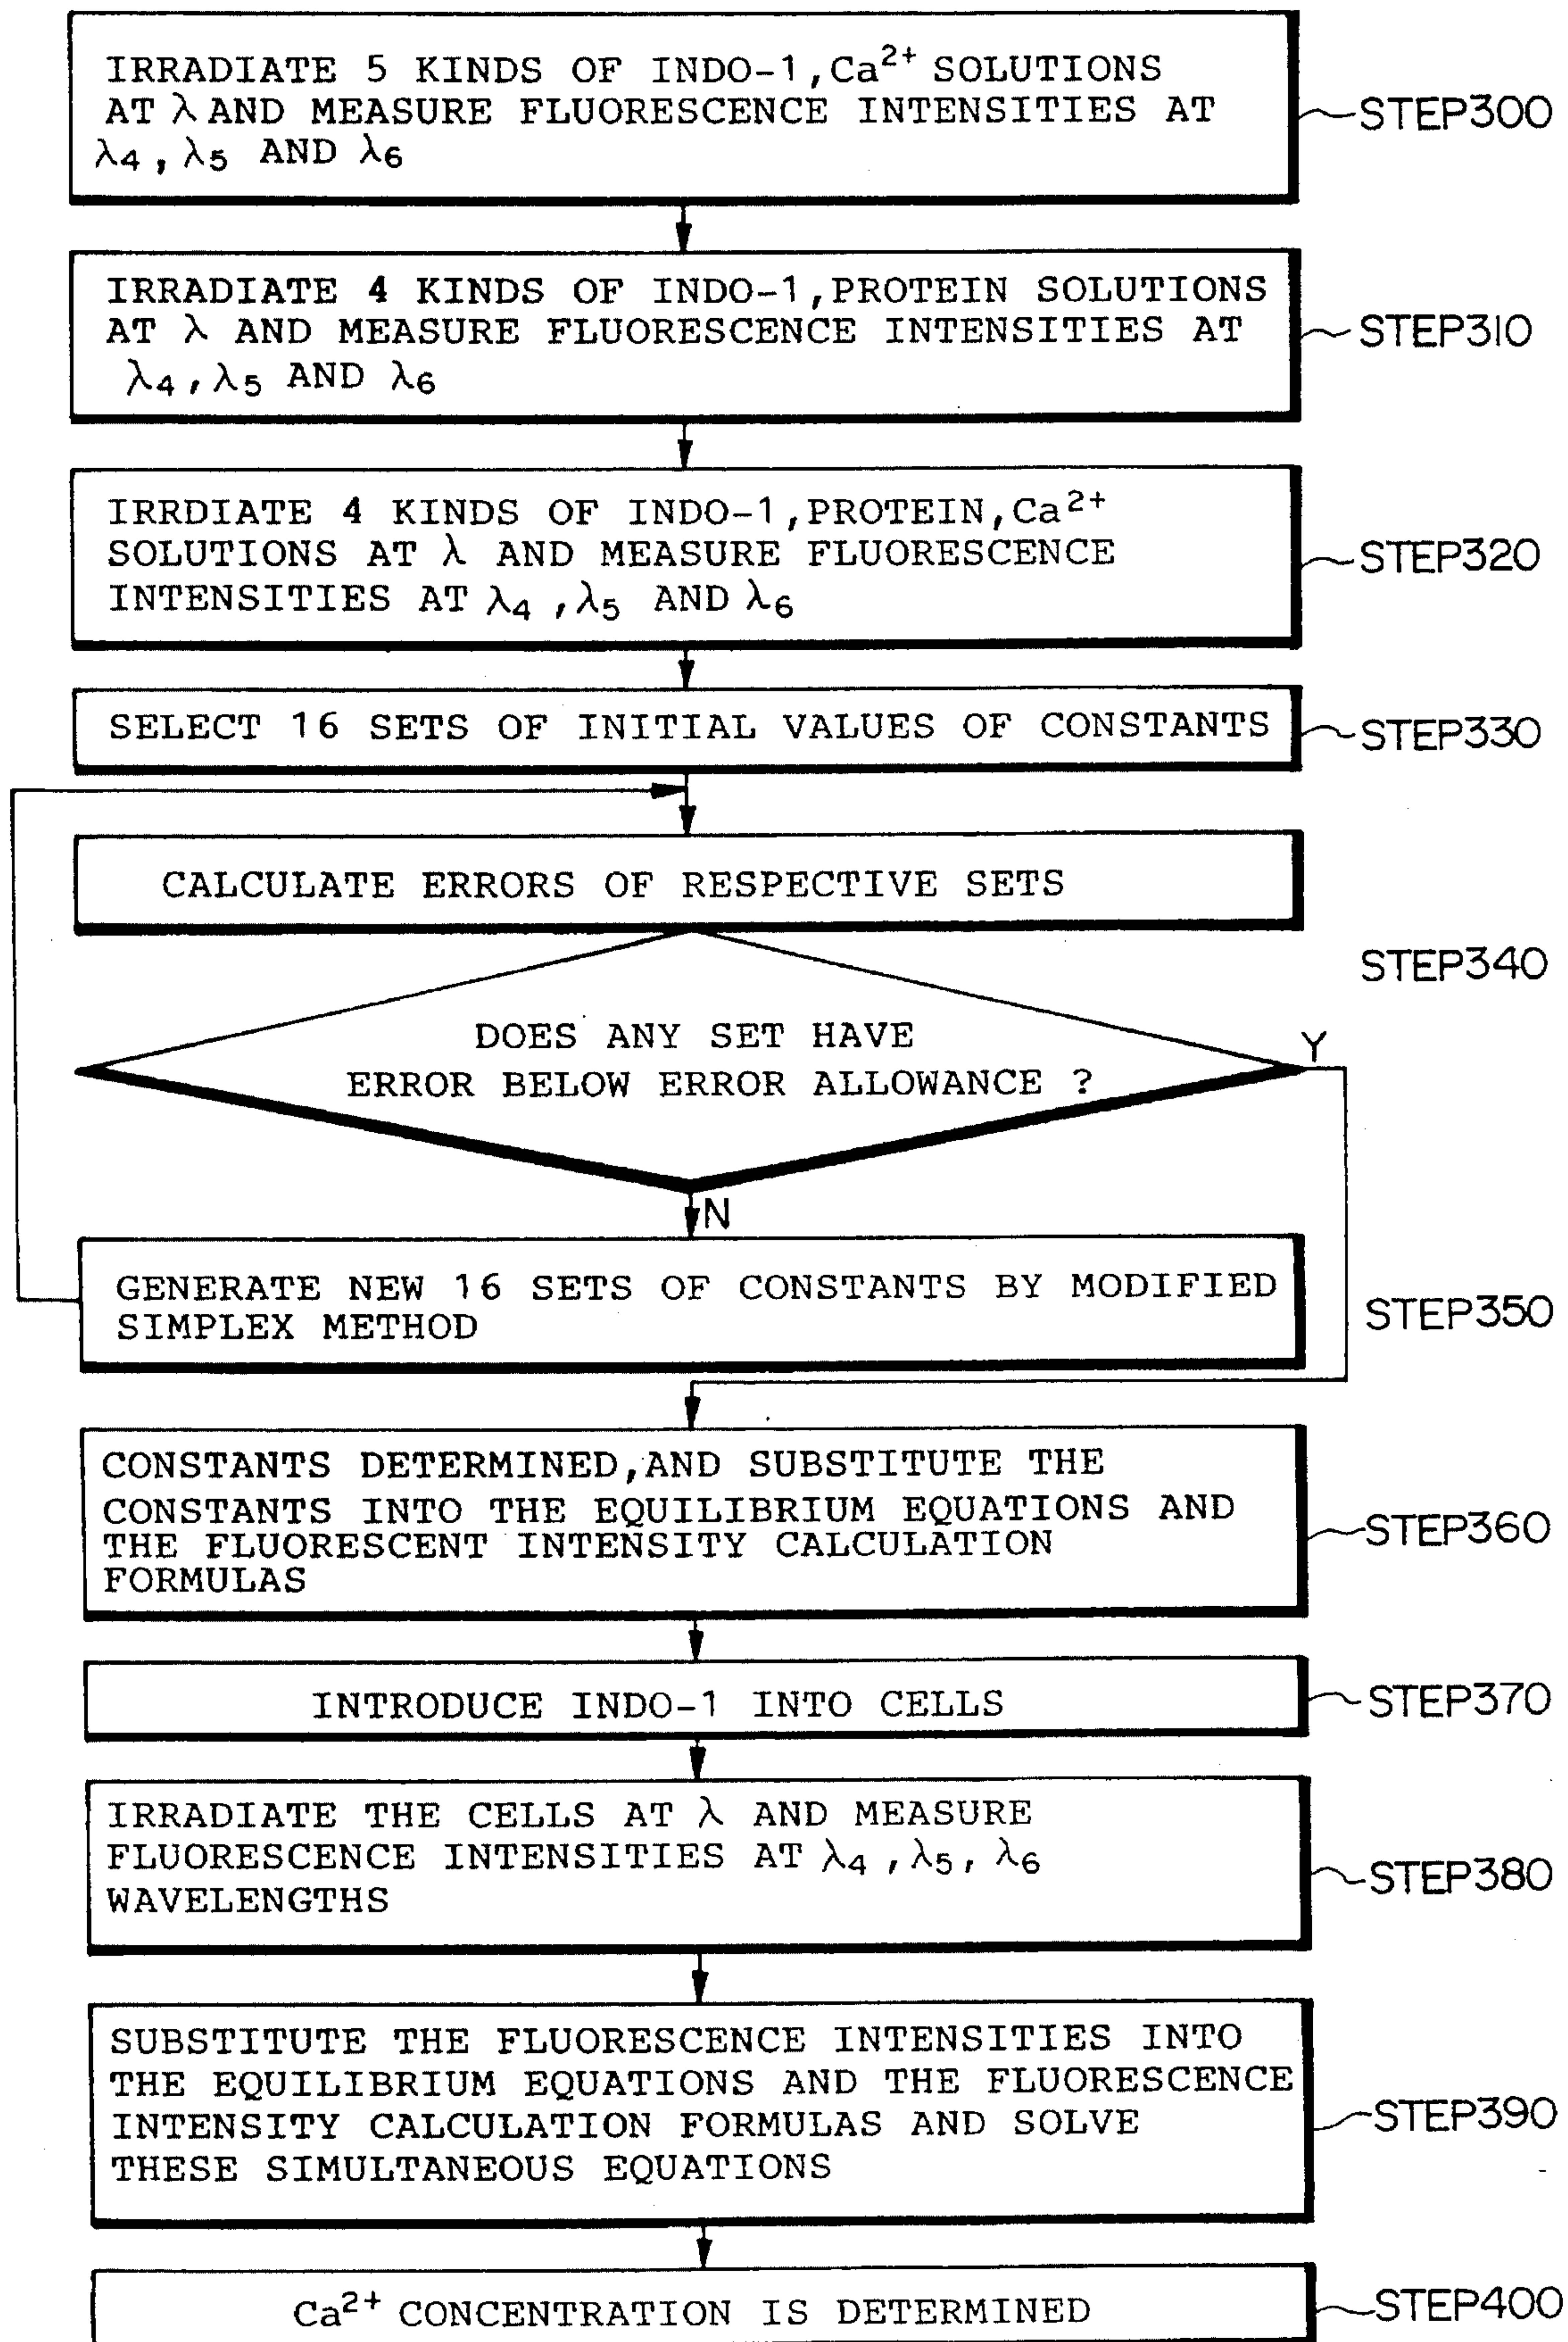 IRRADIATE 5 KINDS OF INDO-1,Ca²⁺ SOLUTIONS
AT λ AND MEASURE FLUORESCENCE INTENSITIES AT
λ₄, λ₅ AND λ₆
STEP300
IRRADIATE 4 KINDS OF INDO-1,PROTEIN SOLUTIONS
AT λ AND MEASURE FLUORESCENCE INTENSITIES AT
λ₄, λ₅ AND λ₆
STEP310
IRRDIATE 4 KINDS OF INDO-1,PROTEIN,Ca²⁺
SOLUTIONS AT λ AND MEASURE FLUORESCENCE
INTENSITIES AT λ₄ ,λ₅ AND λ₆
STEP320
SELECT 16 SETS OF INITIAL VALUES OF CONSTANTS
STEP330
CALCULATE ERRORS OF RESPECTIVE SETS
STEP340
DOES ANY SET HAVE
ERROR BELOW ERROR ALLOWANCE ?
Y
N
GENERATE NEW 16 SETS OF CONSTANTS BY MODIFIED
SIMPLEX METHOD
STEP350
CONSTANTS DETERMINED,AND SUBSTITUTE THE
CONSTANTS INTO THE EQUILIBRIUM EQUATIONS AND
THE FLUORESCENT INTENSITY CALCULATION
FORMULAS
STEP360
INTRODUCE INDO-1 INTO CELLS
STEP370
IRRADIATE THE CELLS AT λ AND MEASURE
FLUORESCENCE INTENSITIES AT λ₄ ,λ₅, λ₆
WAVELENGTHS
STEP380
SUBSTITUTE THE FLUORESCENCE INTENSITIES INTO
THE EQUILIBRIUM EQUATIONS AND THE FLUORESCENCE
INTENSITY CALCULATION FORMULAS AND SOLVE
THESE SIMULTANEOUS EQUATIONS
STEP390
Ca²⁺ CONCENTRATION IS DETERMINED
STEP400